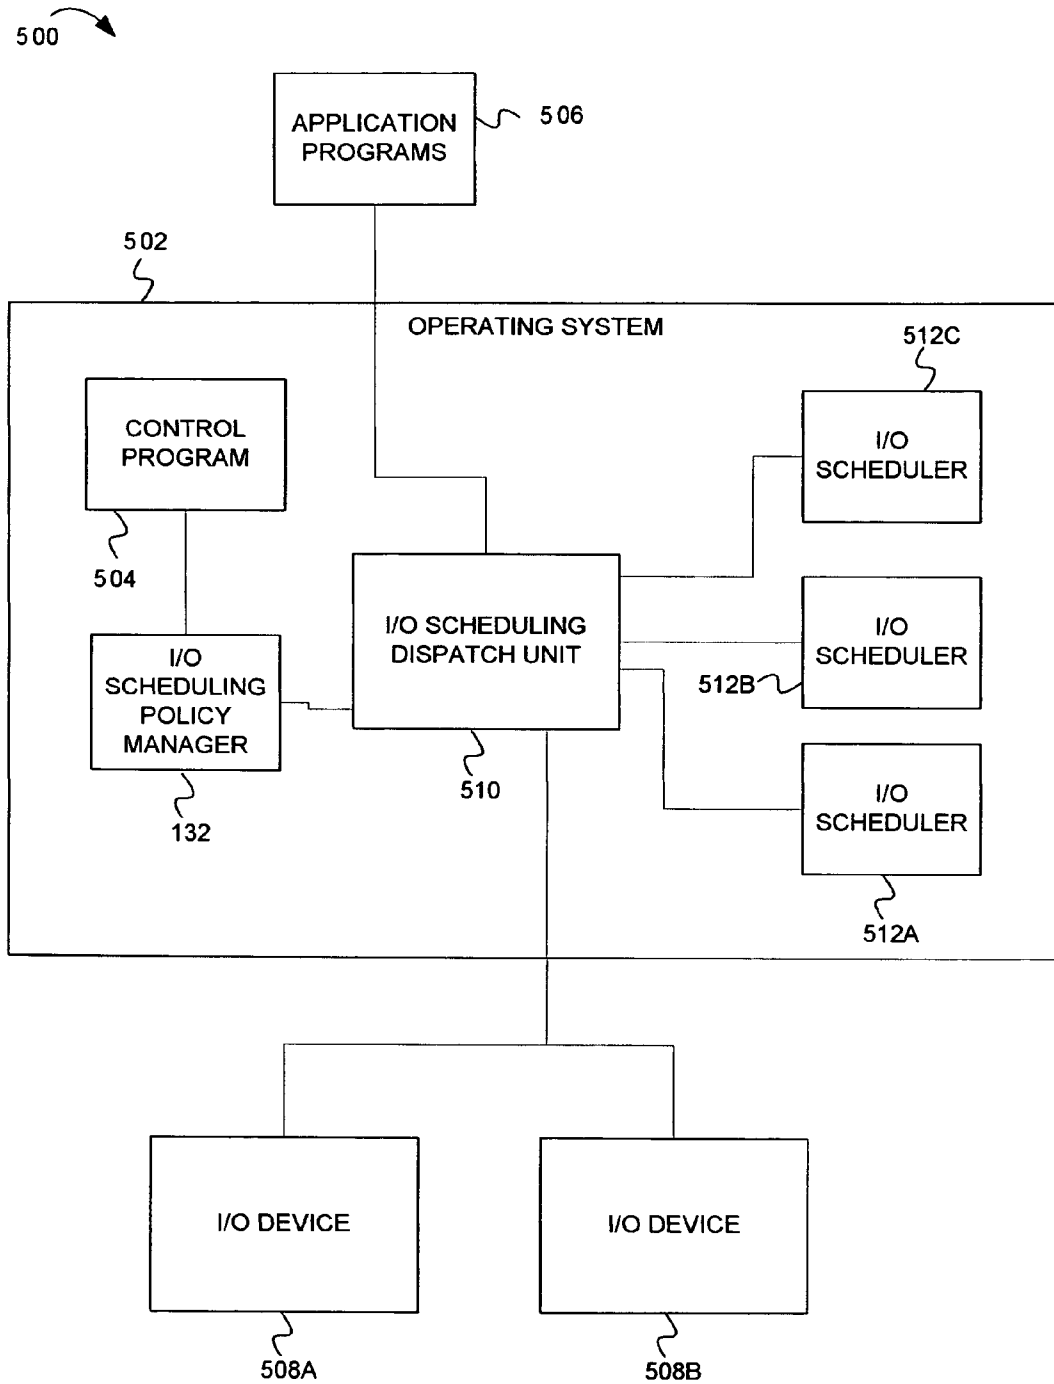 500
APPLICATION
PROGRAMS
506
502
OPERATING SYSTEM
512C
CONTROL
PROGRAM
I/O
SCHEDULER
504
I/O SCHEDULING
DISPATCH UNIT
I/O
SCHEDULER
512B
I/O
SCHEDULING
POLICY
MANAGER
510
132
I/O
SCHEDULER
512A
I/O DEVICE
I/O DEVICE
508A
508B